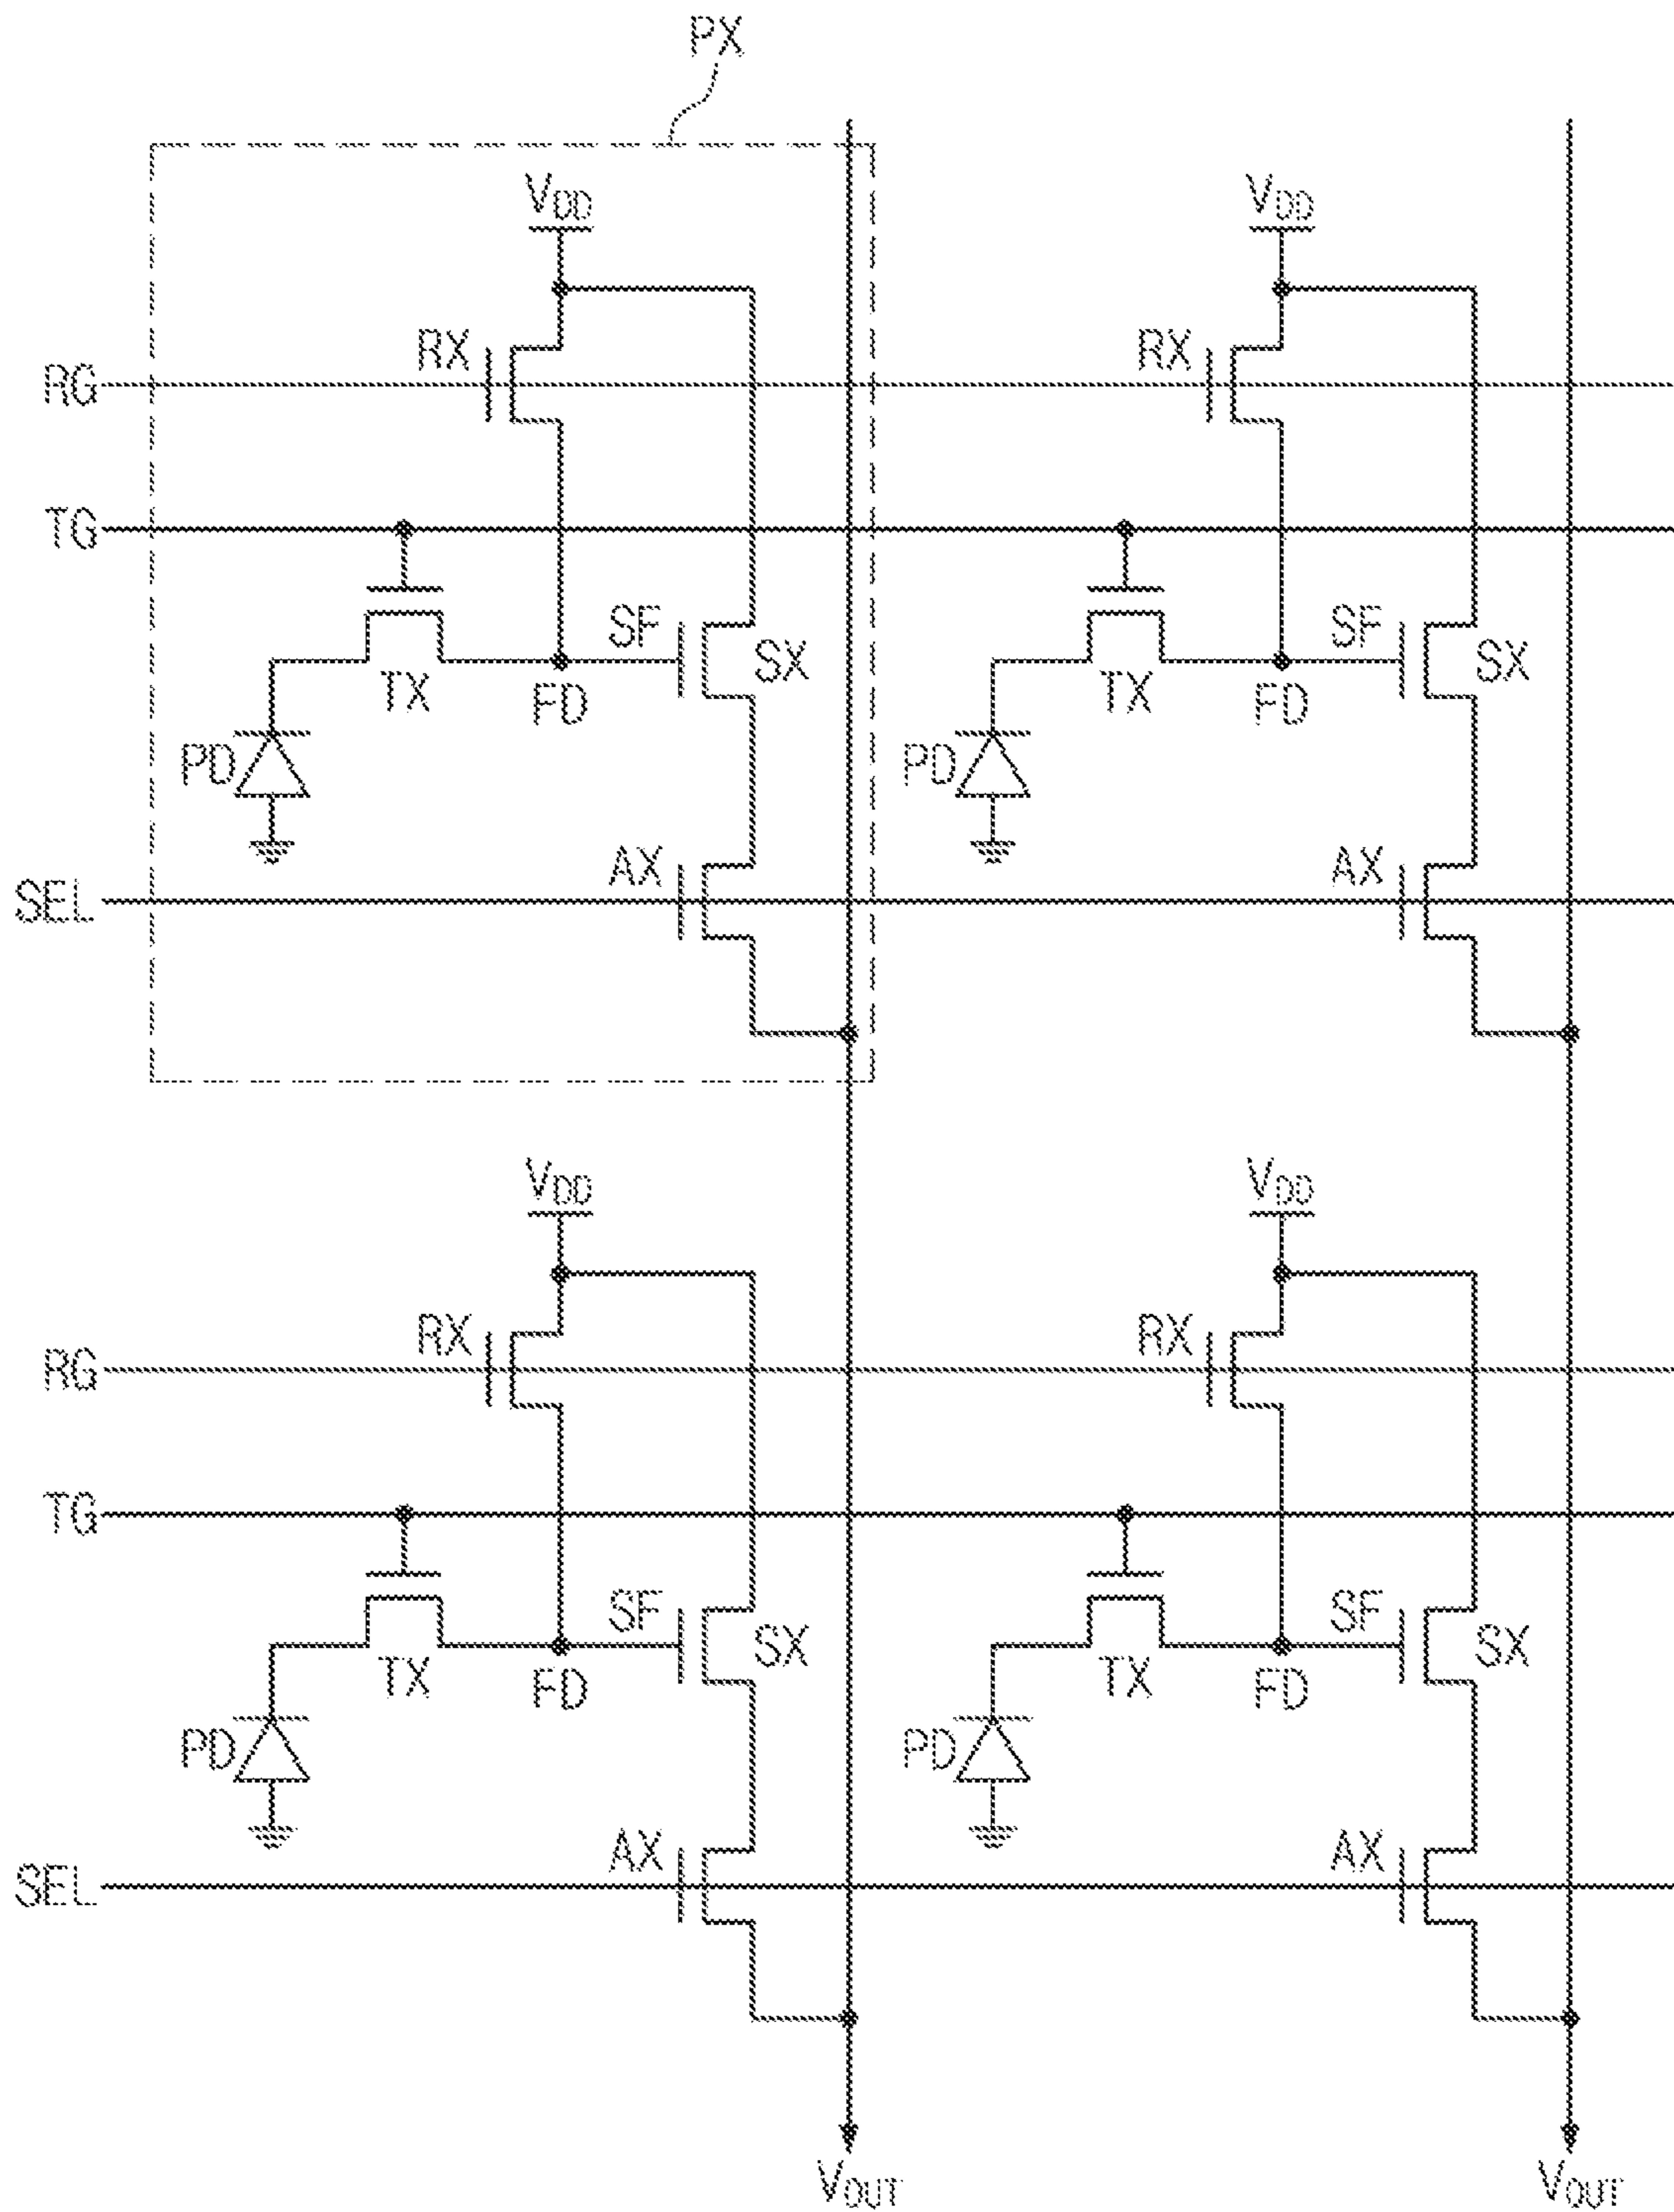 PX
VDD VDD
RX RX
RG
TG
SF SX SF SX
TX FD TX FD
PD PD
AX AX
SEL
VDD VDD
RX RX
RG
TG
SF SX SF SX
TX FD TX FD
PD PD
AX AX
SEL
VOUT VOUT